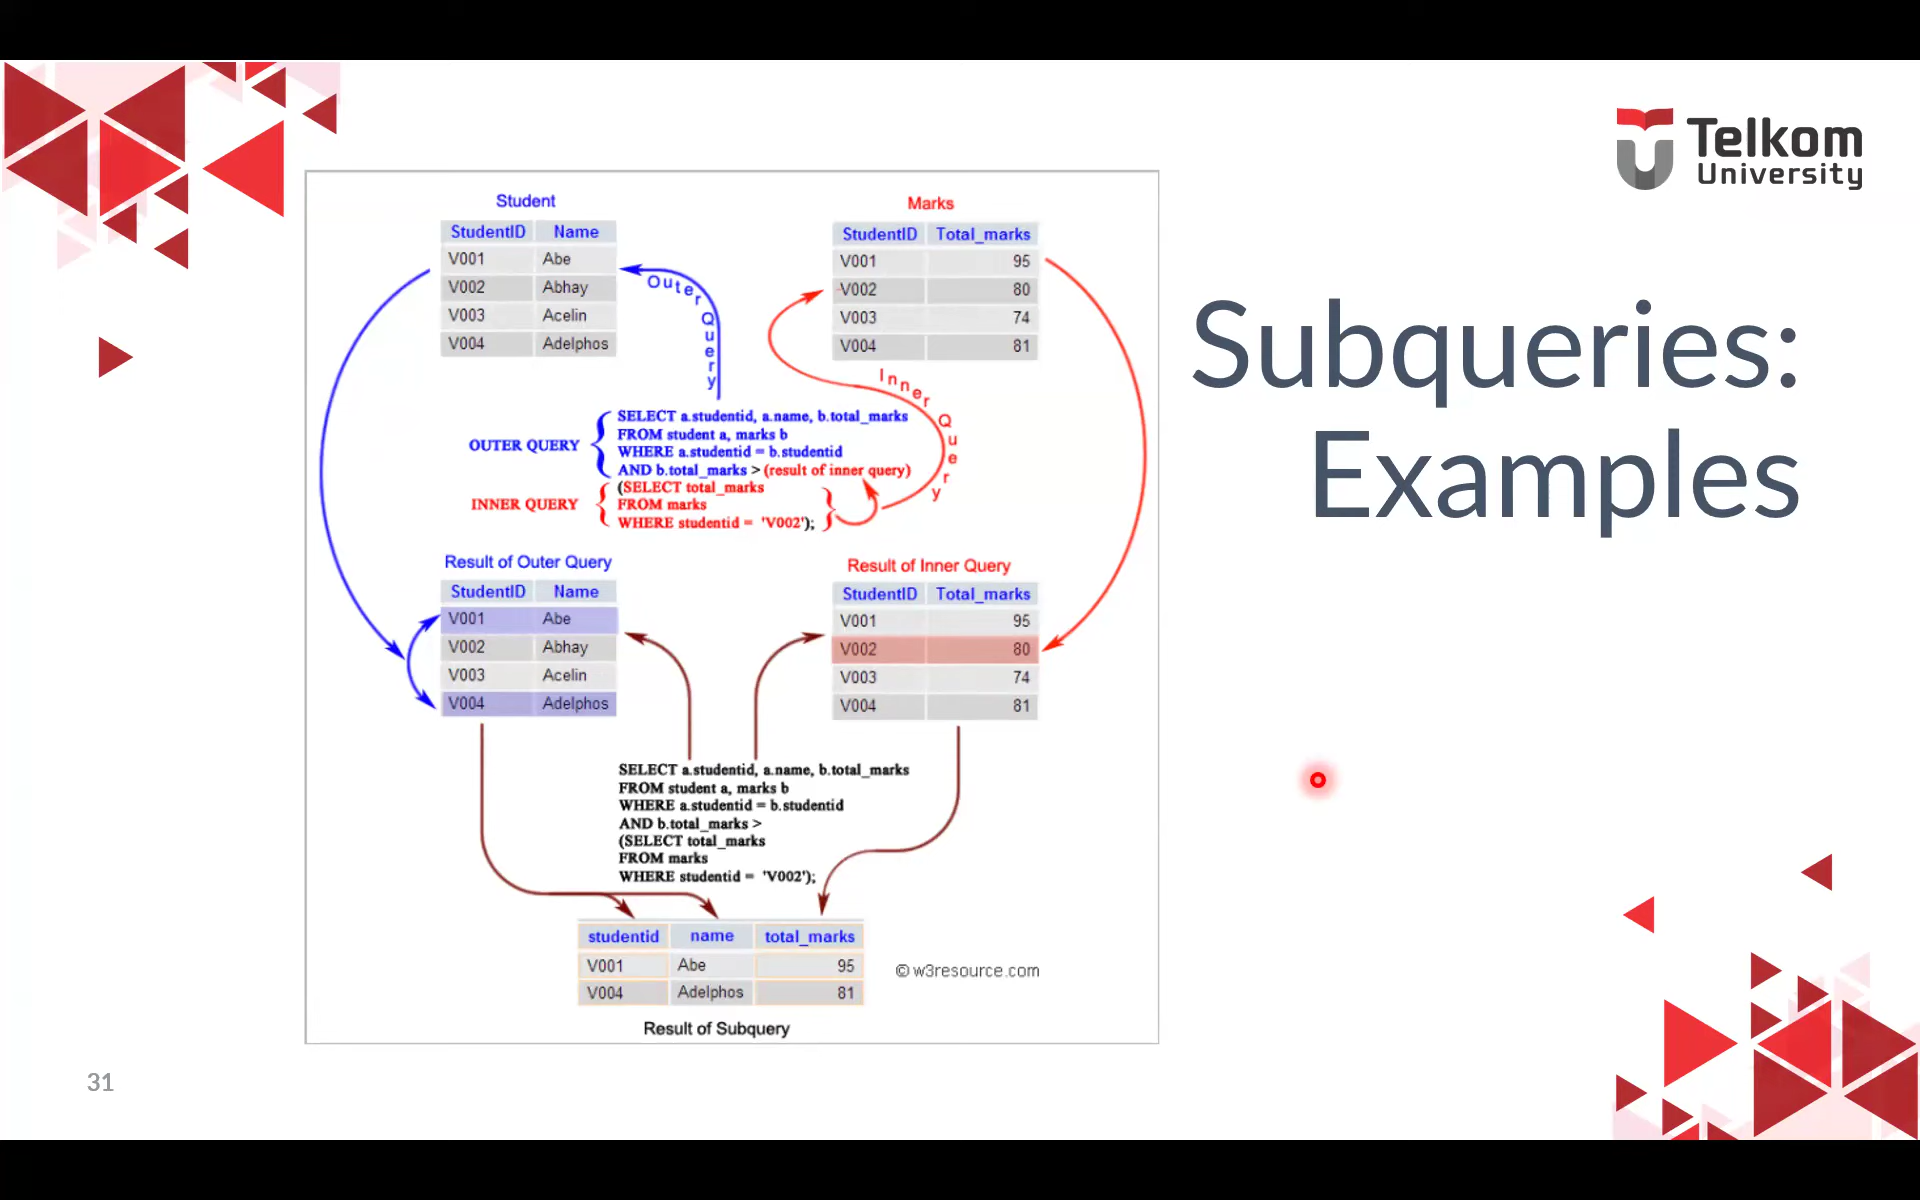 Telkom
University
Subqueries:
Examples
Student
StudentID Name
V001 Abe
V002 Abhay
V003 Acelin
V004 Adelphos
Marks
StudentID Total_marks
V001 95
V002 80
V003 74
V004 81
Outer Query
Inner Query
OUTER QUERY
SELECT a.studentid, a.name, b.total_marks
FROM student a, marks b
WHERE a.studentid = b.studentid
AND b.total_marks > (result of inner query)
INNER QUERY
(SELECT total_marks
FROM marks
WHERE studentid = 'V002');
Result of Outer Query
StudentID Name
V001 Abe
V002 Abhay
V003 Acelin
V004 Adelphos
Result of Inner Query
StudentID Total_marks
V001 95
V002 80
V003 74
V004 81
SELECT a.studentid, a.name, b.total_marks
FROM student a, marks b
WHERE a.studentid = b.studentid
AND b.total_marks >
(SELECT total_marks
FROM marks
WHERE studentid = 'V002');
studentid name total_marks
V001 Abe 95
V004 Adelphos 81
© w3resource.com
Result of Subquery
31